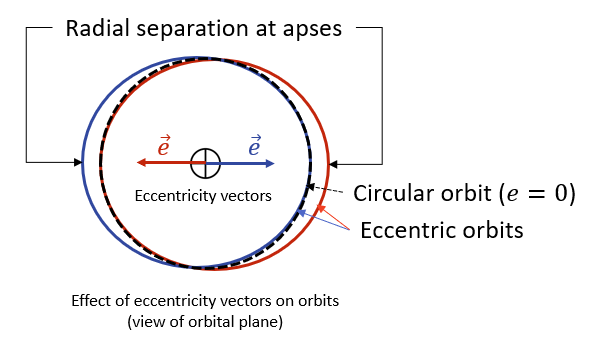 Radial separation at apses
e⃗
e⃗
Eccentricity vectors
Circular orbit (e = 0)
Eccentric orbits
Effect of eccentricity vectors on orbits
(view of orbital plane)